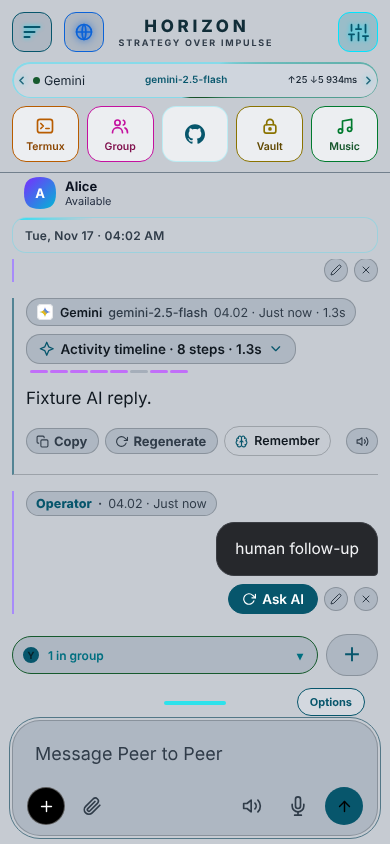 HORIZON
STRATEGY OVER IMPULSE
Gemini gemini-2.5-flash ↑25 ↓5 934ms
Termux Group Vault Music
A Alice
Available
Tue, Nov 17 · 04:02 AM
Gemini gemini-2.5-flash 04.02 · Just now · 1.3s
Activity timeline · 8 steps · 1.3s
Fixture AI reply.
Copy Regenerate Remember
Operator · 04.02 · Just now
human follow-up
Ask AI
Y 1 in group
Options
Message Peer to Peer